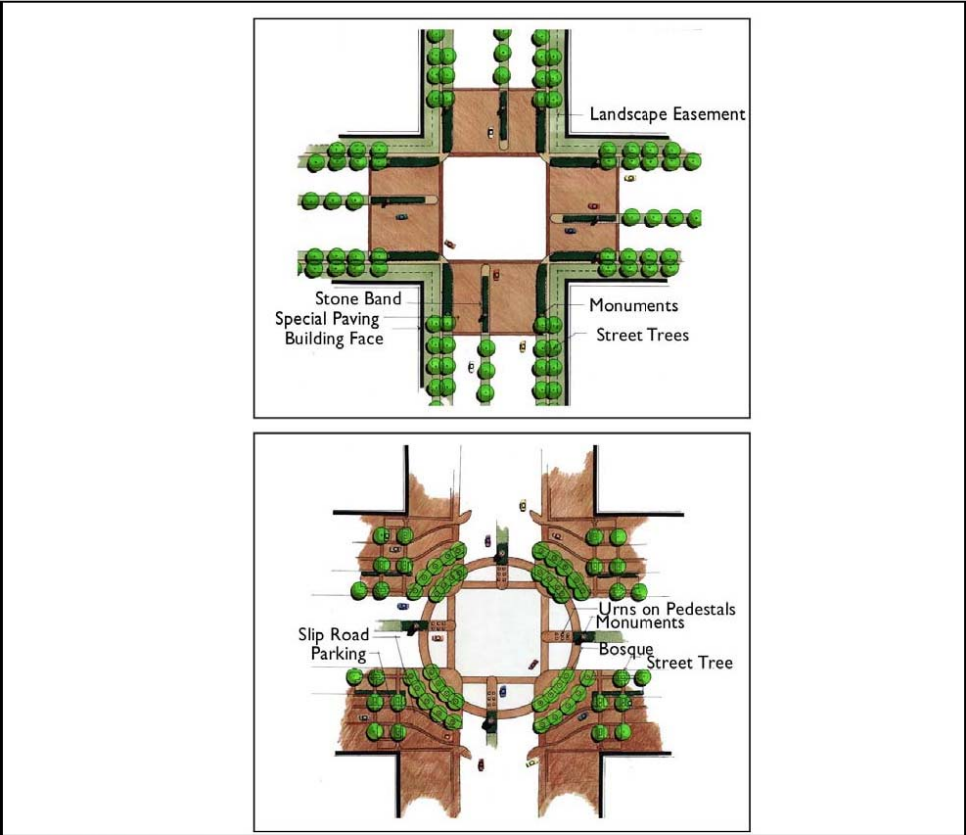 Landscape Easement
Stone Band
Special Paving
Building Face
Monuments
Street Trees
Urns on Pedestals
Monuments
Slip Road
Parking
Bosque
Street Tree